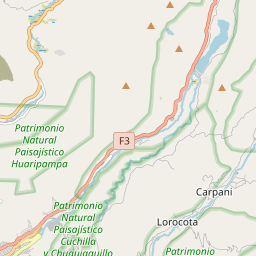 Patrimonio
Natural
Paisajístico
Huaripampa
F3
Carpani
Patrimonio
Natural
Paisajístico
Cuchilla
y Chuquiaguillo
Lorocota
Patrimonio